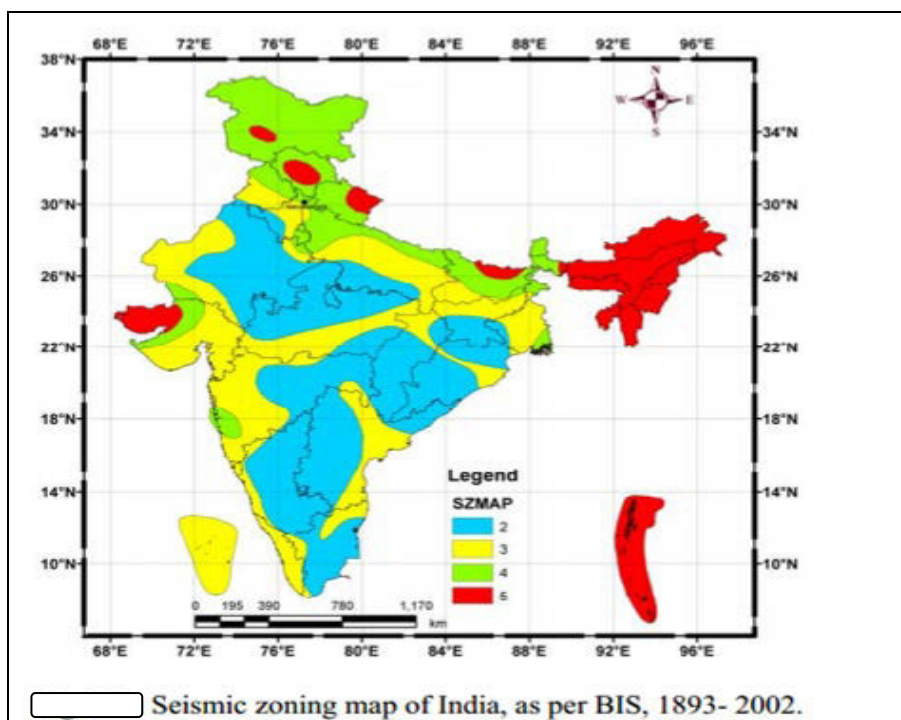 68°E 72°E 76°E 80°E 84°E 88°E 92°E 96°E
38°N
34°N 34°N
30°N 30°N
26°N 26°N
22°N 22°N
18°N 18°N
14°N 14°N
10°N 10°N
N
W E
S
Legend
SZMAP
2
3
4
5
0 195 390 780 1,170
km
68°E 72°E 76°E 80°E 84°E 88°E 92°E 96°E
Seismic zoning map of India, as per BIS, 1893- 2002.